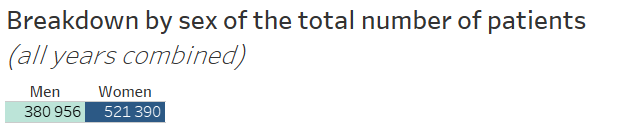 Breakdown by sex of the total number of patients
(all years combined)
Men Women
380 956 521 390